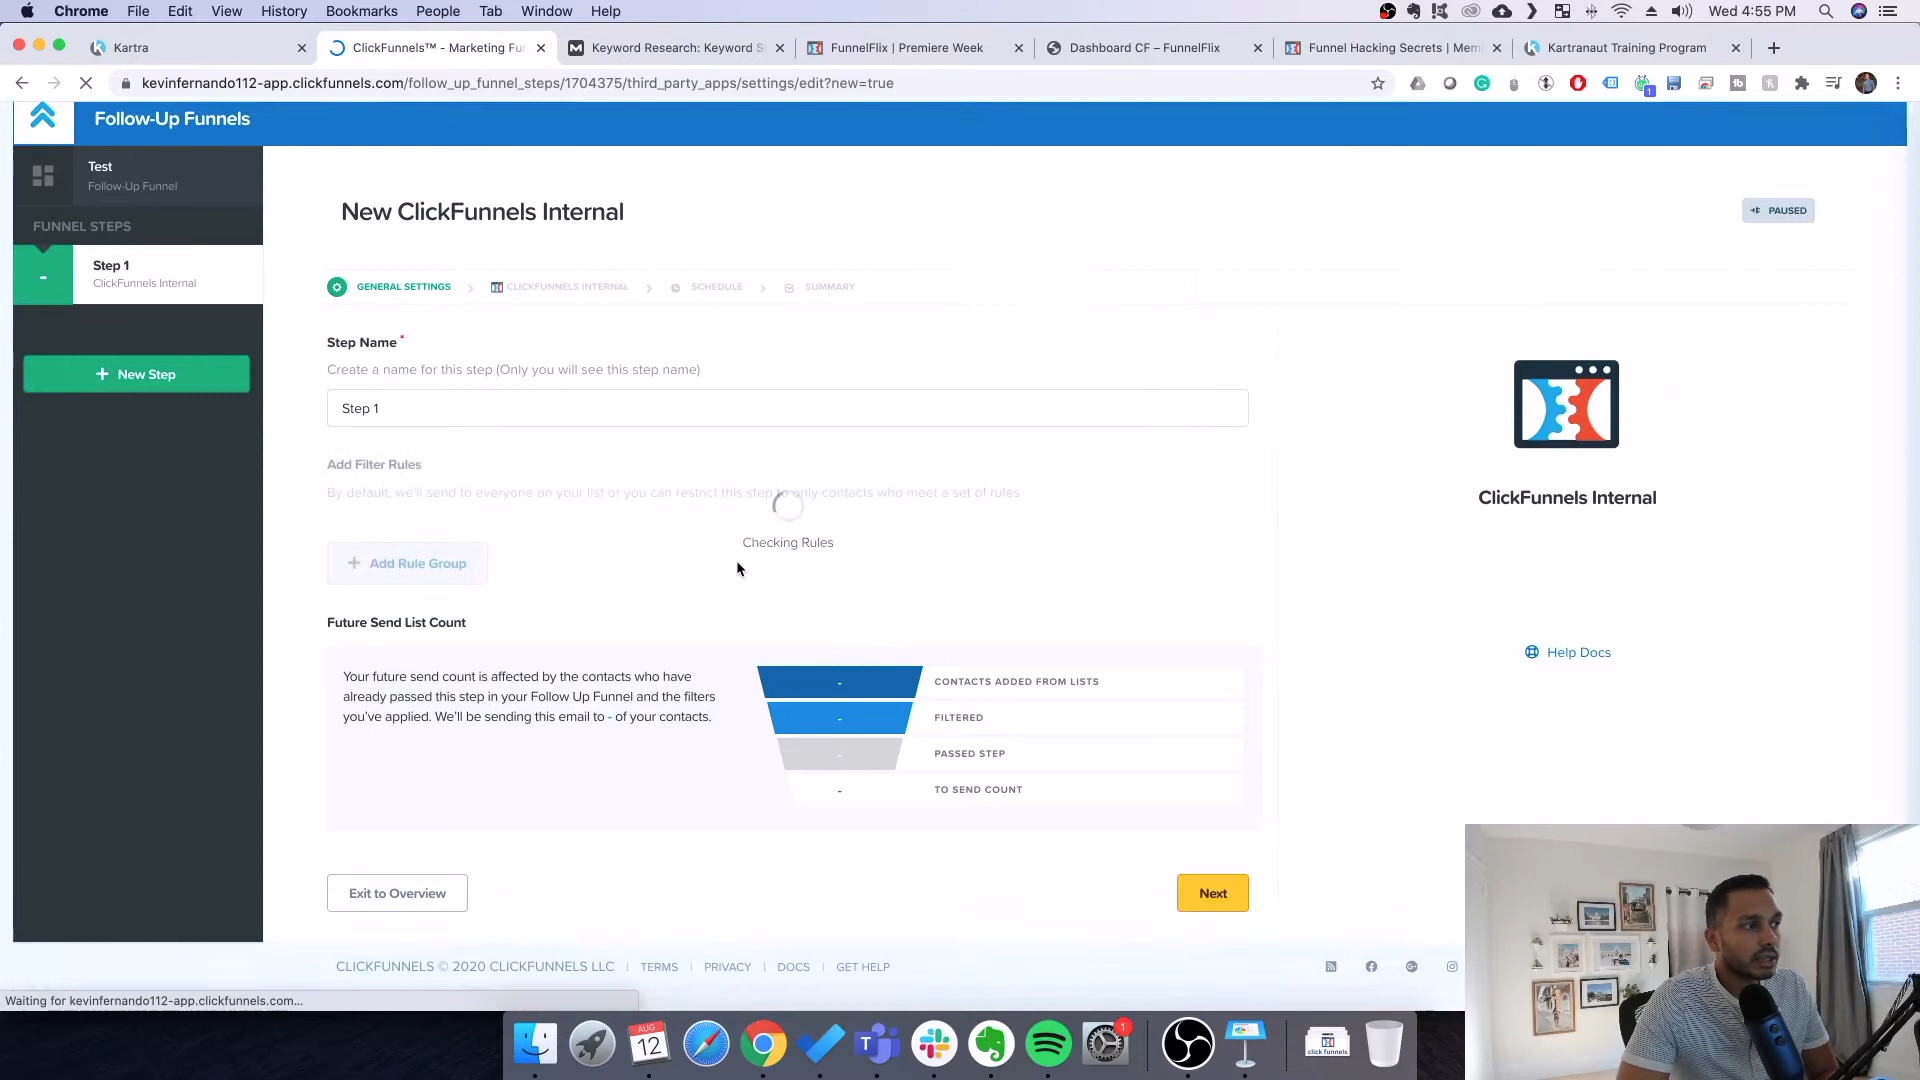 Chrome File Edit View History Bookmarks People Tab Window Help
Wed 4:55 PM
Kartra
ClickFunnels™ - Marketing Fun
Keyword Research: Keyword S
FunnelFlix | Premiere Week
Dashboard CF – FunnelFlix
Funnel Hacking Secrets | Mem
Kartranaut Training Program
kevinfernando112-app.clickfunnels.com/follow_up_funnel_steps/1704375/third_party_apps/settings/edit?new=true
1
Follow-Up Funnels
Test
Follow-Up Funnel
FUNNEL STEPS
-
Step 1
ClickFunnels Internal
+ New Step
New ClickFunnels Internal
PAUSED
GENERAL SETTINGS
CLICKFUNNELS INTERNAL
SCHEDULE
SUMMARY
Step Name *
Create a name for this step (Only you will see this step name)
Step 1
Add Filter Rules
By default, we'll send to everyone on your list or you can restrict this step to only contacts who meet a set of rules
Checking Rules
+ Add Rule Group
Future Send List Count
Your future send count is affected by the contacts who have
already passed this step in your Follow Up Funnel and the filters
you've applied. We'll be sending this email to - of your contacts.
- CONTACTS ADDED FROM LISTS
- FILTERED
- PASSED STEP
- TO SEND COUNT
Exit to Overview
Next
ClickFunnels Internal
Help Docs
CLICKFUNNELS © 2020 CLICKFUNNELS LLC | TERMS | PRIVACY | DOCS | GET HELP
Waiting for kevinfernando112-app.clickfunnels.com...
AUG
12
1
click funnels